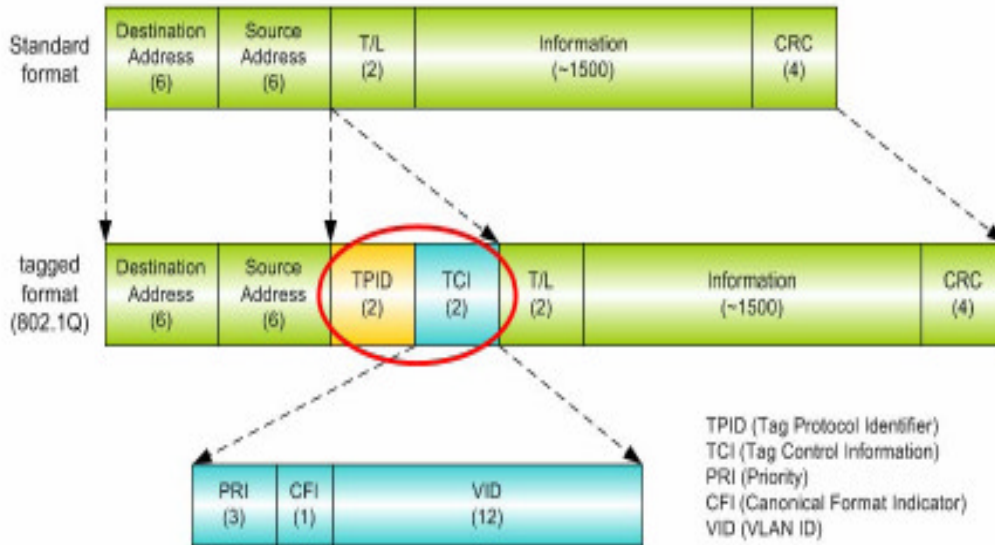 Standard
format
Destination
Address
(6)
Source
Address
(6)
T/L
(2)
Information
(~1500)
CRC
(4)
tagged
format
(802.1Q)
Destination
Address
(6)
Source
Address
(6)
TPID
(2)
TCI
(2)
T/L
(2)
Information
(~1500)
CRC
(4)
PRI
(3)
CFI
(1)
VID
(12)
TPID (Tag Protocol Identifier)
TCI (Tag Control Information)
PRI (Priority)
CFI (Canonical Format Indicator)
VID (VLAN ID)